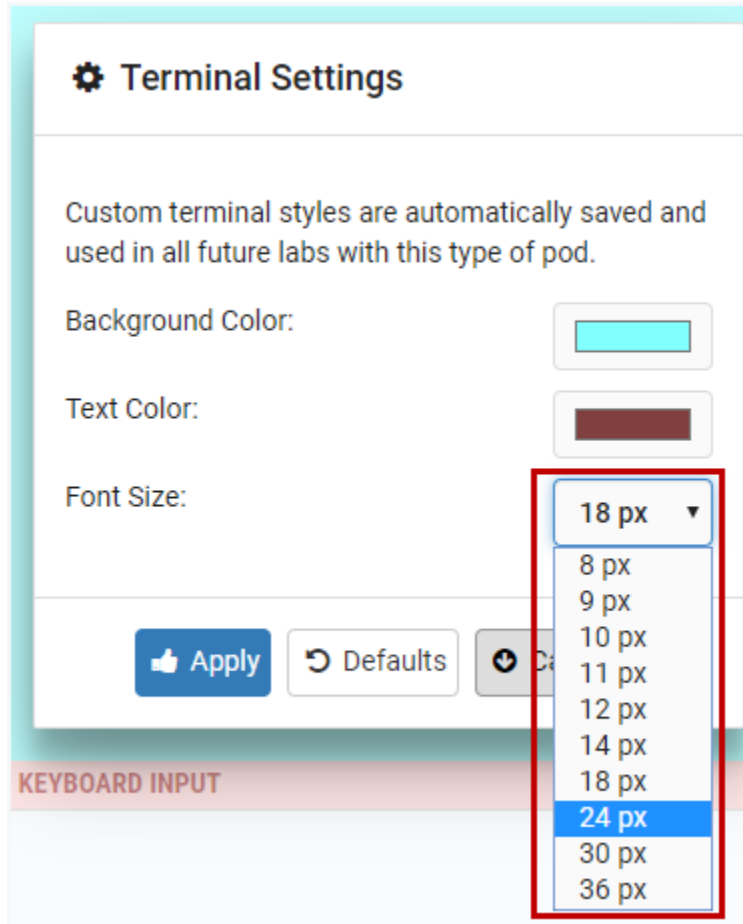 Terminal Settings
Custom terminal styles are automatically saved and
used in all future labs with this type of pod.
Background Color:
Text Color:
Font Size:
18 px
8 px
9 px
10 px
11 px
12 px
14 px
18 px
24 px
30 px
36 px
Apply
Defaults
KEYBOARD INPUT